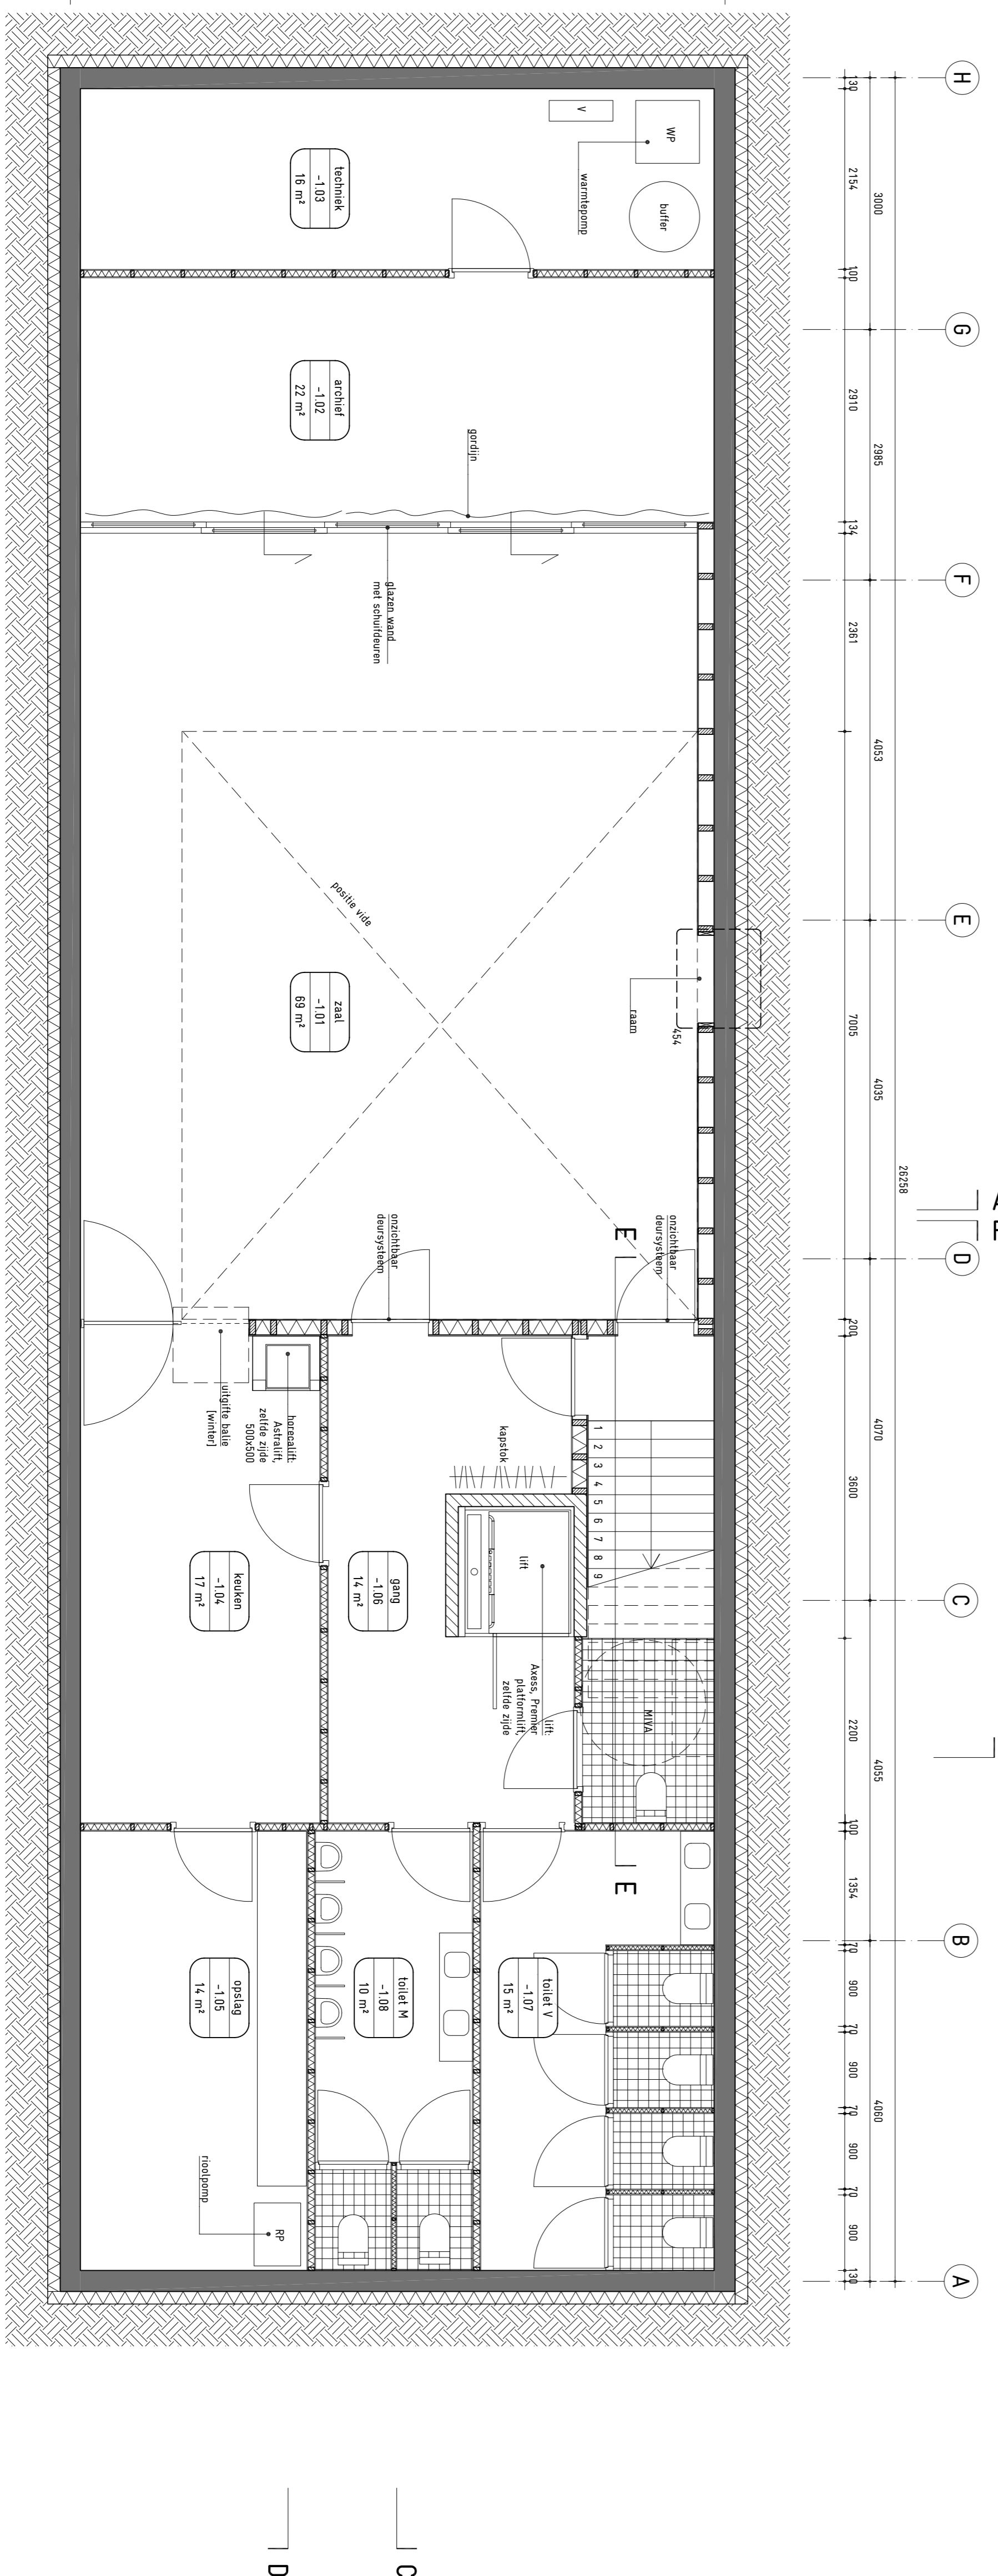 H
G
F
E
D
C
B
A
130
2154
100
2910
134
2361
7005
200
3600
2200
100
1354
70
900
70
900
70
900
70
900
130
3000
2985
4053
4035
4070
4055
4060
26258
V
WP
buffer
warmtepomp
techniek
-1.03
16 m²
archief
-1.02
22 m²
gordijn
glazen wand
met schuifdeuren
positie vide
zaal
-1.01
69 m²
raam
454
onzichtbaar
deursysteem
onzichtbaar
deursysteem
E
E
uitgifte balie
[winter]
horecalift:
Astralift,
zelfde zijde
500x500
kapstok
1
2
3
4
5
6
7
8
9
lift
lift:
Axess, Premier
platformlift,
zelfde zijde
keuken
-1.04
17 m²
gang
-1.06
14 m²
MIVA
opslag
-1.05
14 m²
toilet M
-1.08
10 m²
toilet V
-1.07
15 m²
rioolpomp
RP
D
C